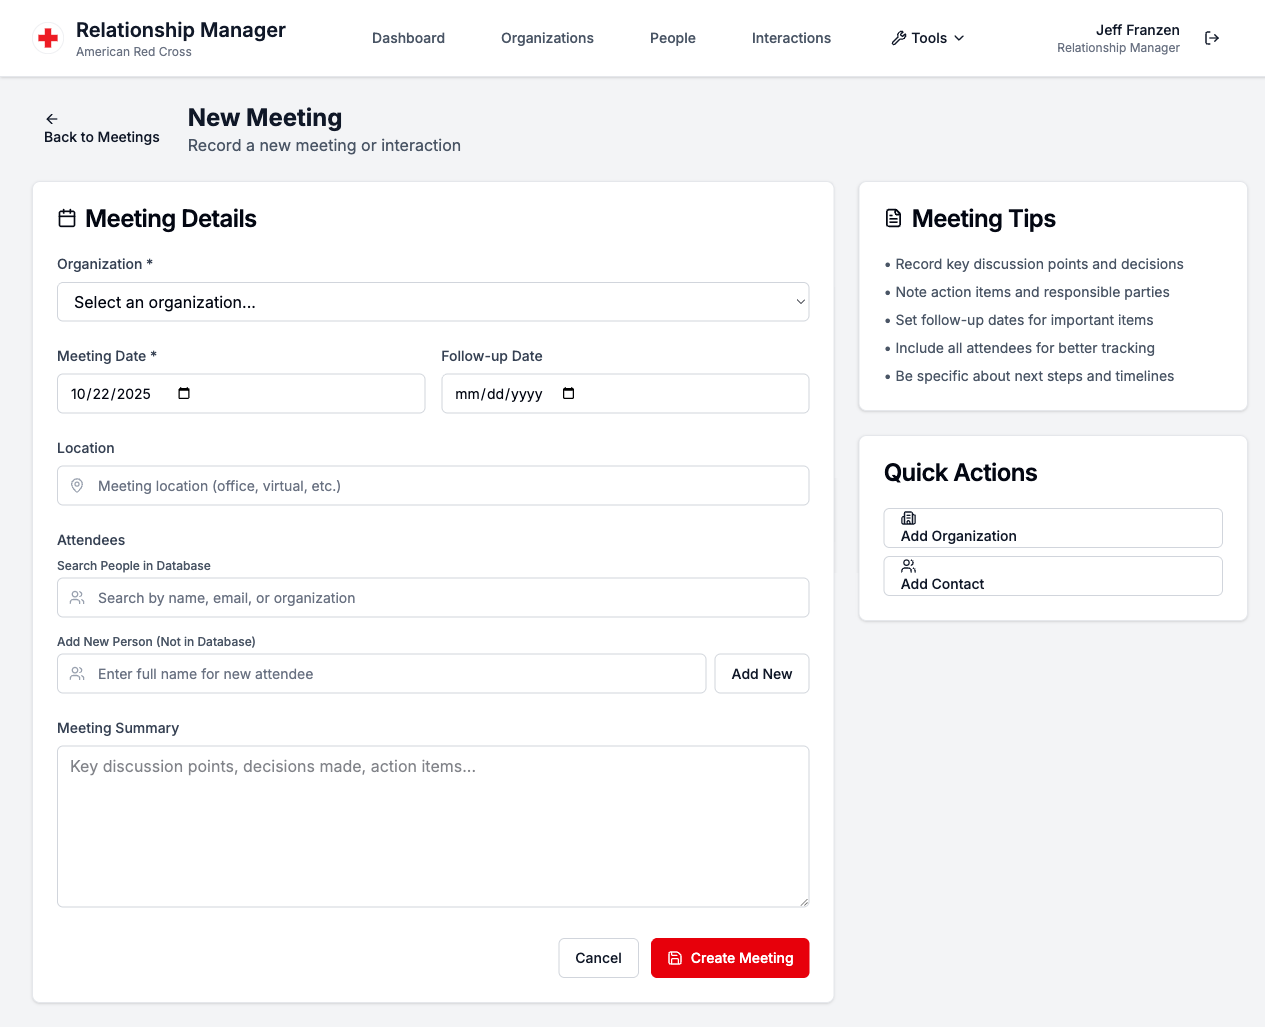 Relationship Manager
American Red Cross
Dashboard
Organizations
People
Interactions
Tools
Jeff Franzen
Relationship Manager
Back to Meetings
New Meeting
Record a new meeting or interaction
Meeting Details
Organization *
Select an organization...
Meeting Date *
Follow-up Date
10/22/2025
mm/dd/yyyy
Location
Meeting location (office, virtual, etc.)
Attendees
Search People in Database
Search by name, email, or organization
Add New Person (Not in Database)
Enter full name for new attendee
Add New
Meeting Summary
Key discussion points, decisions made, action items...
Cancel
Create Meeting
Meeting Tips
• Record key discussion points and decisions
• Note action items and responsible parties
• Set follow-up dates for important items
• Include all attendees for better tracking
• Be specific about next steps and timelines
Quick Actions
Add Organization
Add Contact